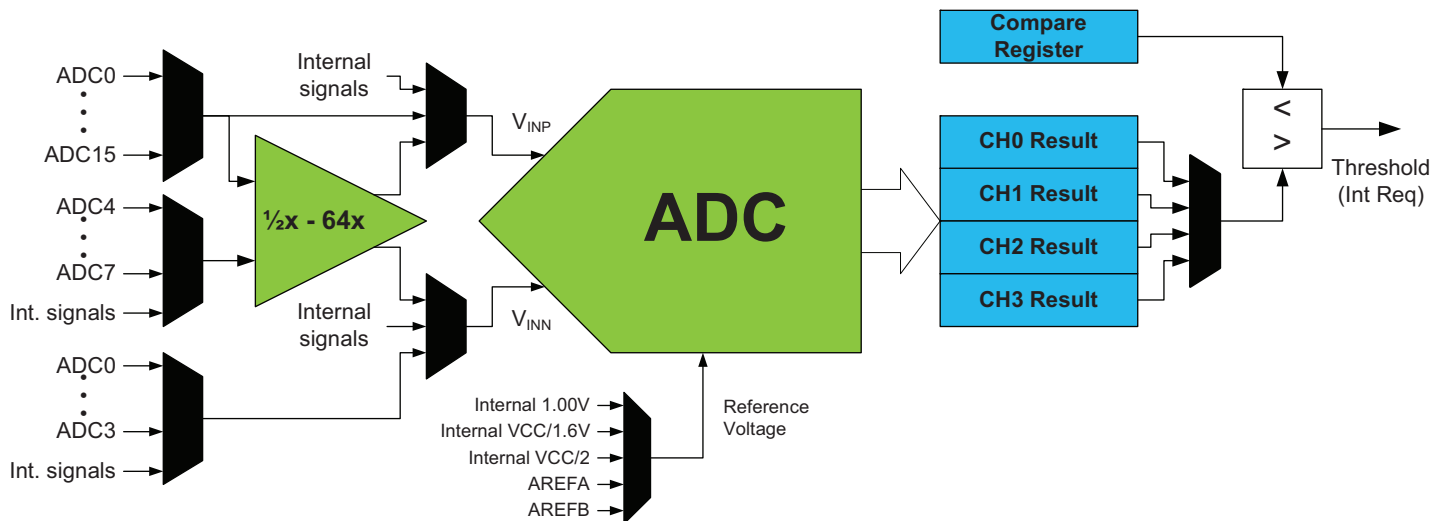 ADC0
ADC15
ADC4
ADC7
Int. signals
ADC0
ADC3
Int. signals
½x - 64x
Internal
signals
Internal
signals
VINP
VINN
ADC
Internal 1.00V
Internal VCC/1.6V
Internal VCC/2
AREFA
AREFB
Reference
Voltage
Compare
Register
CH0 Result
CH1 Result
CH2 Result
CH3 Result
<
>
Threshold
(Int Req)